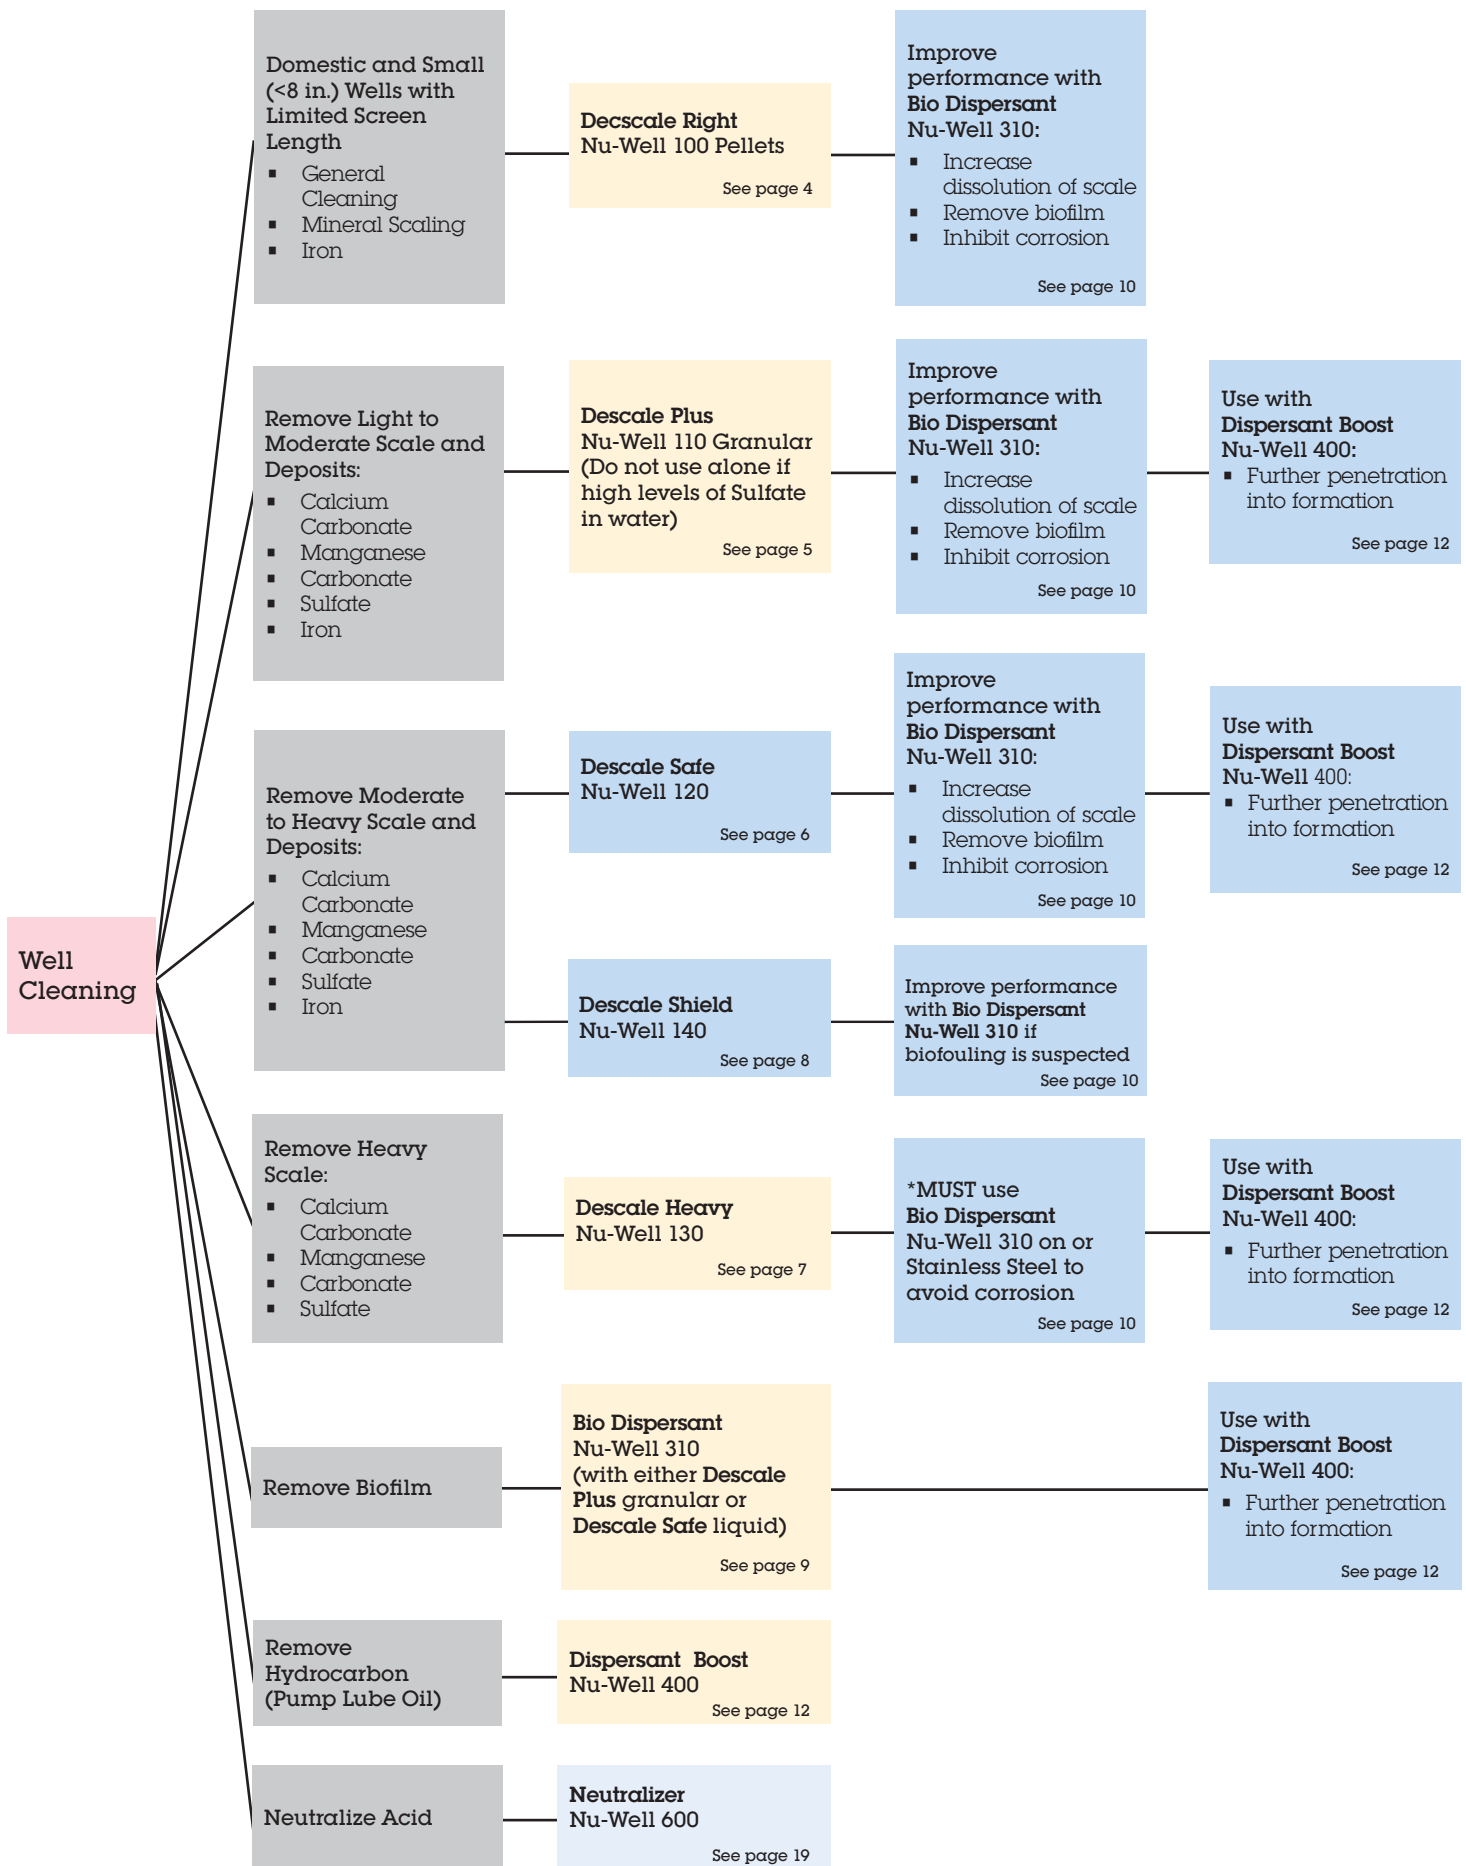 Well
Cleaning
Domestic and Small
(<8 in.) Wells with
Limited Screen
Length
▪ General
Cleaning
▪ Mineral Scaling
▪ Iron
Decscale Right
Nu-Well 100 Pellets
See page 4
Improve
performance with
Bio Dispersant
Nu-Well 310:
▪ Increase
dissolution of scale
▪ Remove biofilm
▪ Inhibit corrosion
See page 10
Remove Light to
Moderate Scale and
Deposits:
▪ Calcium
Carbonate
▪ Manganese
▪ Carbonate
▪ Sulfate
▪ Iron
Descale Plus
Nu-Well 110 Granular
(Do not use alone if
high levels of Sulfate
in water)
See page 5
Improve
performance with
Bio Dispersant
Nu-Well 310:
▪ Increase
dissolution of scale
▪ Remove biofilm
▪ Inhibit corrosion
See page 10
Use with
Dispersant Boost
Nu-Well 400:
▪ Further penetration
into formation
See page 12
Remove Moderate
to Heavy Scale and
Deposits:
▪ Calcium
Carbonate
▪ Manganese
▪ Carbonate
▪ Sulfate
▪ Iron
Descale Safe
Nu-Well 120
See page 6
Improve
performance with
Bio Dispersant
Nu-Well 310:
▪ Increase
dissolution of scale
▪ Remove biofilm
▪ Inhibit corrosion
See page 10
Use with
Dispersant Boost
Nu-Well 400:
▪ Further penetration
into formation
See page 12
Descale Shield
Nu-Well 140
See page 8
Improve performance
with Bio Dispersant
Nu-Well 310 if
biofouling is suspected
See page 10
Remove Heavy
Scale:
▪ Calcium
Carbonate
▪ Manganese
▪ Carbonate
▪ Sulfate
Descale Heavy
Nu-Well 130
See page 7
*MUST use
Bio Dispersant
Nu-Well 310 on or
Stainless Steel to
avoid corrosion
See page 10
Use with
Dispersant Boost
Nu-Well 400:
▪ Further penetration
into formation
See page 12
Remove Biofilm
Bio Dispersant
Nu-Well 310
(with either Descale
Plus granular or
Descale Safe liquid)
See page 9
Use with
Dispersant Boost
Nu-Well 400:
▪ Further penetration
into formation
See page 12
Remove
Hydrocarbon
(Pump Lube Oil)
Dispersant Boost
Nu-Well 400
See page 12
Neutralize Acid
Neutralizer
Nu-Well 600
See page 19